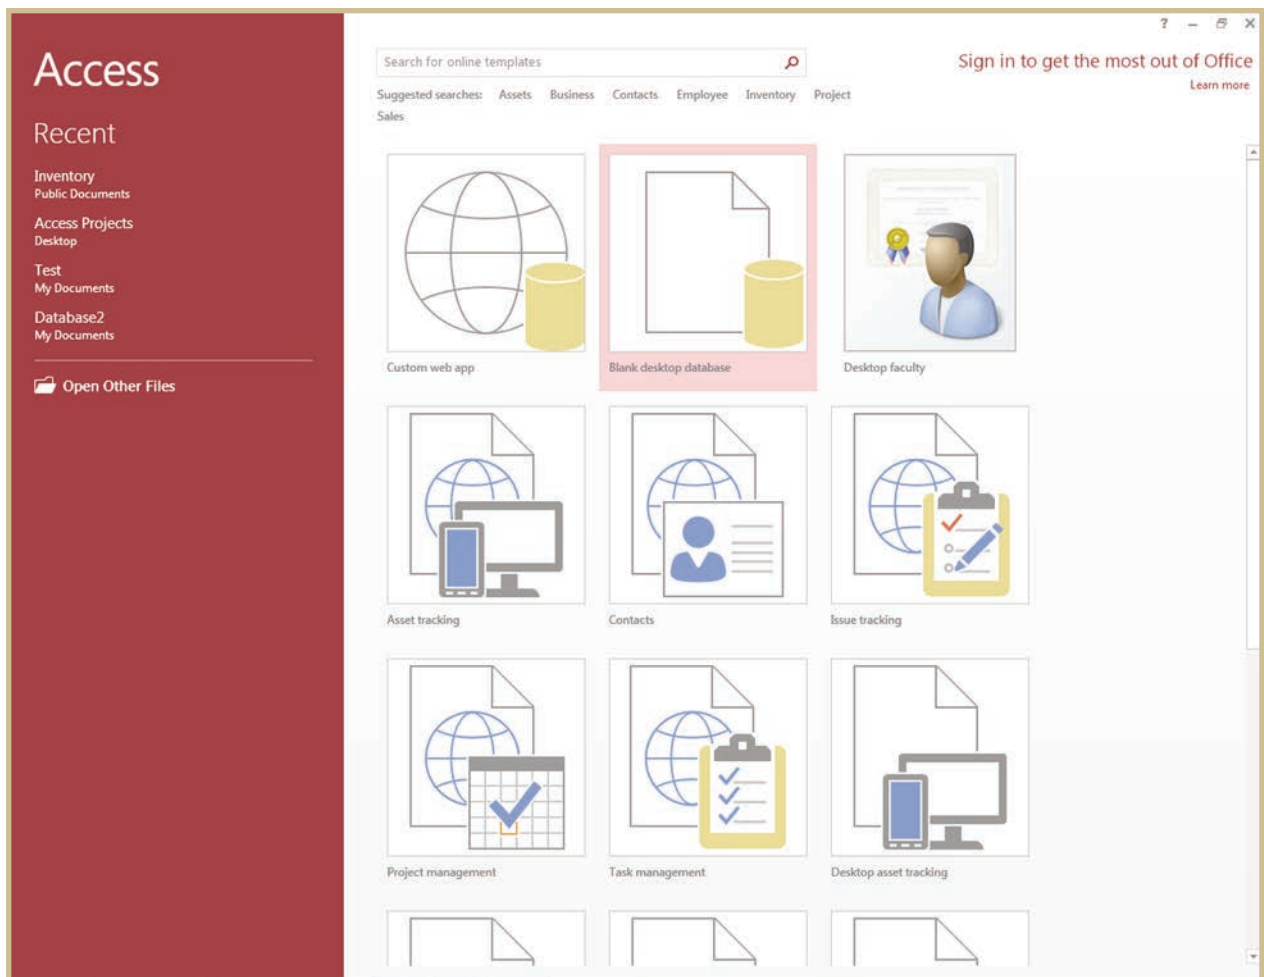 ?
Access
Search for online templates
Sign in to get the most out of Office
Learn more
Suggested searches: Assets Business Contacts Employee Inventory Project
Sales
Recent
Inventory
Public Documents
Access Projects
Desktop
Test
My Documents
Database2
My Documents
Open Other Files
Custom web app
Blank desktop database
Desktop faculty
Asset tracking
Contacts
Issue tracking
Project management
Task management
Desktop asset tracking